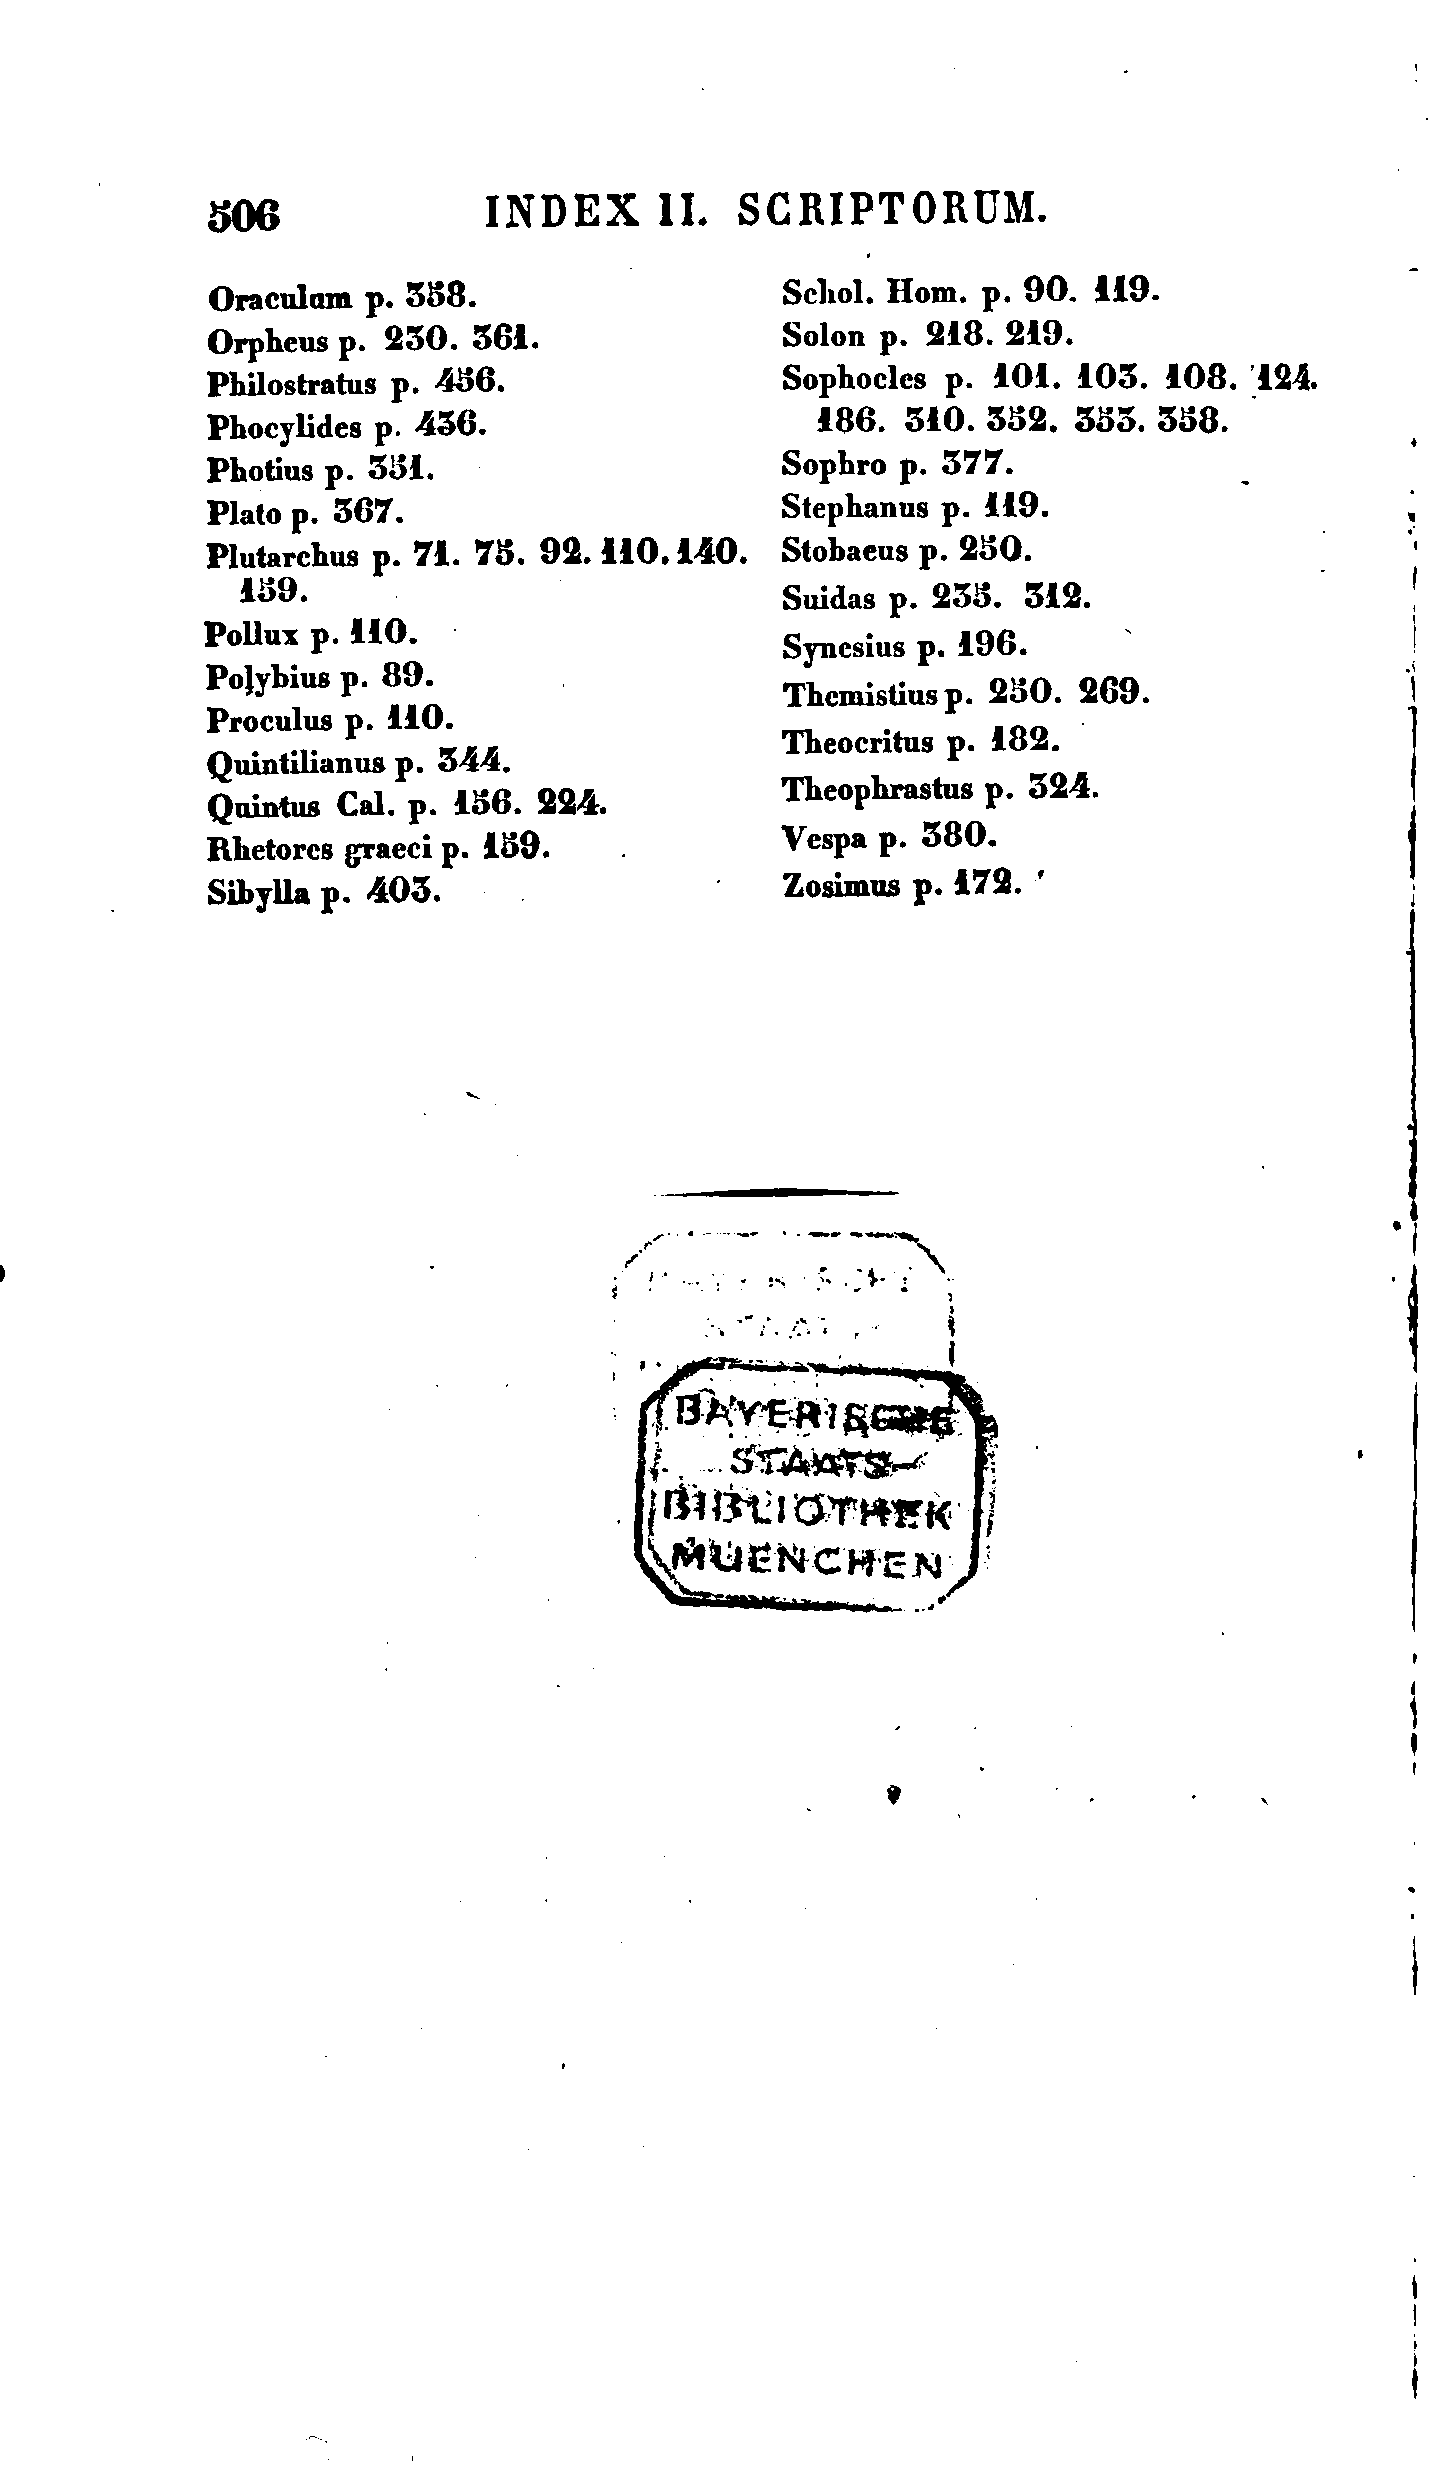 506 INDEX II. SCRIPTORUM.
Oraculum p. 358.
Orpheus p. 230. 361.
Philostratus p. 456.
Phocylides p. 436.
Photius p. 351.
Plato p. 367.
Plutarchus p. 71. 75. 92. 110. 140.
159.
Pollux p. 110.
Polybius p. 89.
Proculus p. 110.
Quintilianus p. 344.
Quintus Cal. p. 156. 224.
Rhetores graeci p. 159.
Sibylla p. 403.
Schol. Hom. p. 90. 119.
Solon p. 218. 219.
Sophocles p. 101. 103. 108. 124.
186. 310. 352. 353. 358.
Sophro p. 377.
Stephanus p. 119.
Stobaeus p. 250.
Suidas p. 235. 312.
Synesius p. 196.
Themistius p. 250. 269.
Theocritus p. 182.
Theophrastus p. 324.
Vespa p. 380.
Zosimus p. 172.
BAYERISCHE
STAATS-
BIBLIOTHEK
MUENCHEN